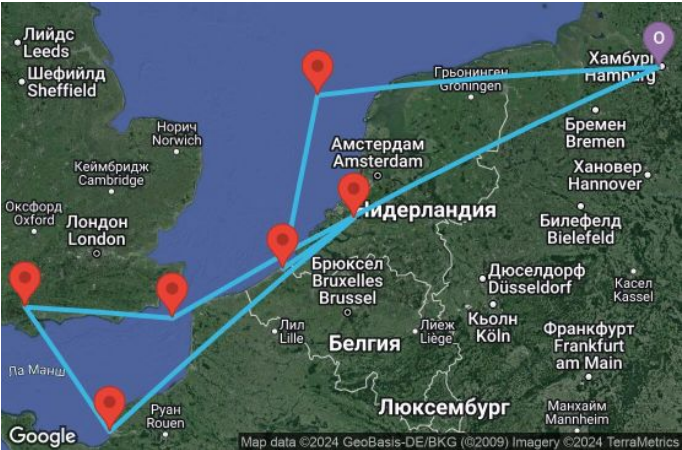 Лийдс
Leeds
Шефийлд
Sheffield
Норич
Norwich
Кеймбридж
Cambridge
Оксфорд
Oxford
Лондон
London
Грьонинген
Groningen
О
Хамбург
Hamburg
Бремен
Bremen
Амстердам
Amsterdam
Хановер
Hannover
Нидерландия
Билефелд
Bielefeld
Брюксел
Bruxelles
Brussel
Дюселдорф
Düsseldorf
Касел
Kassel
Лил
Lille
Лиеж
Liège
Кьолн
Köln
Белгия
Франкфурт
Frankfurt
am Main
Ла Манш
Руан
Rouen
Люксембург
Манхайм
Mannheim
Google
Map data ©2024 GeoBasis-DE/BKG (©2009) Imagery ©2024 TerraMetrics